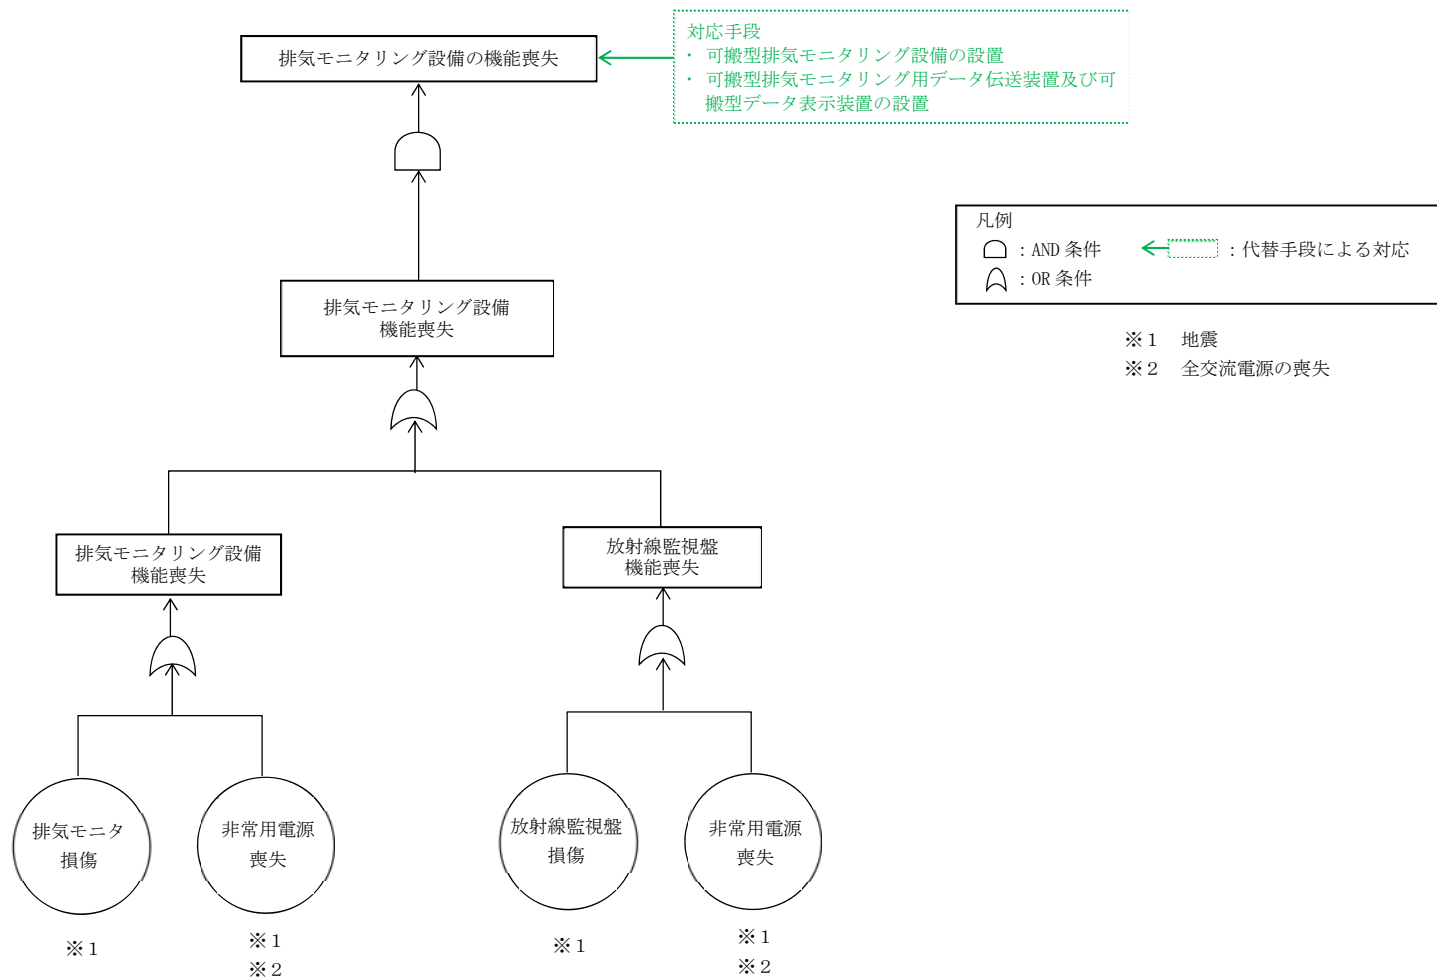 対応手段
・ 可搬型排気モニタリング設備の設置
・ 可搬型排気モニタリング用データ伝送装置及び可
搬型データ表示装置の設置
排気モニタリング設備の機能喪失
凡例
：AND 条件
：代替手段による対応
：OR 条件
※１ 地震
※２ 全交流電源の喪失
排気モニタリング設備
機能喪失
排気モニタリング設備
機能喪失
放射線監視盤
機能喪失
排気モニタ
損傷
非常用電源
喪失
放射線監視盤
損傷
非常用電源
喪失
※１
※１
※２
※１
※１
※２